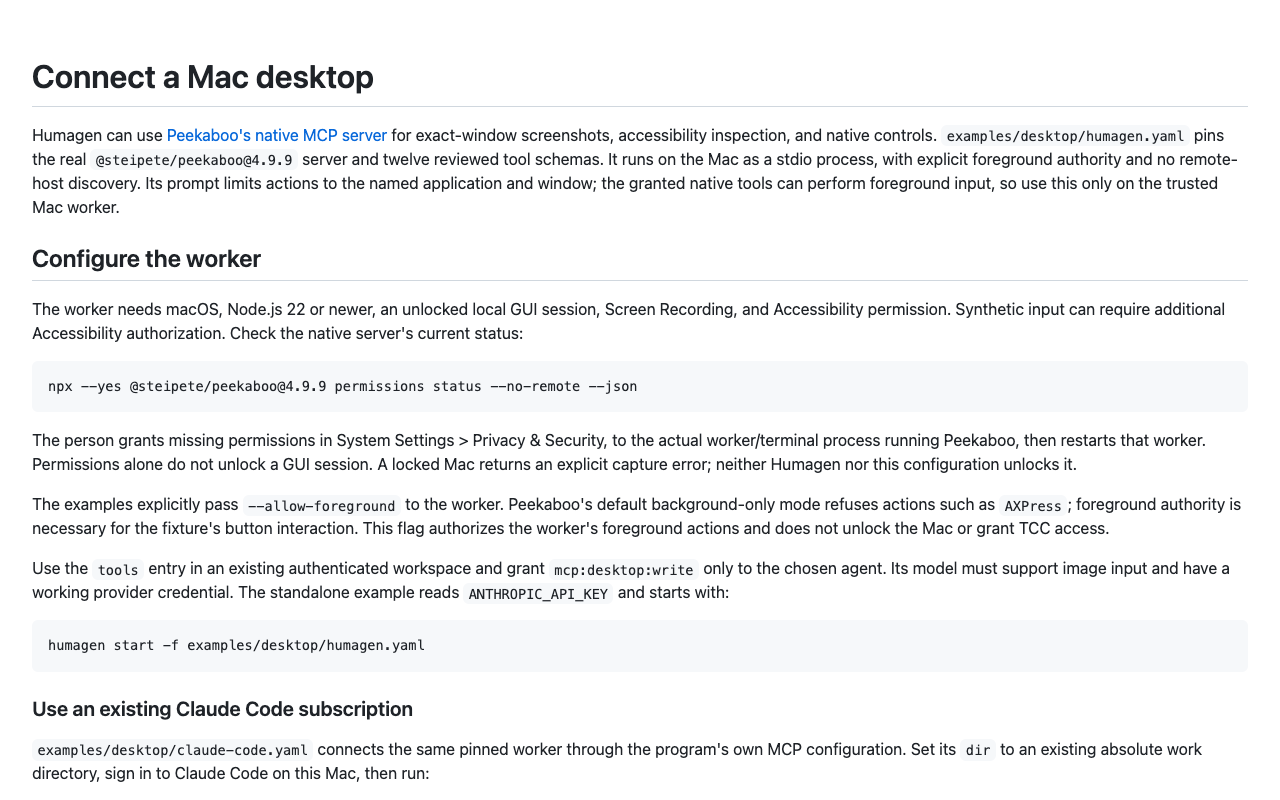 Connect a Mac desktop
Humagen can use Peekaboo's native MCP server for exact-window screenshots, accessibility inspection, and native controls. examples/desktop/humagen.yaml pins
the real @steipete/peekaboo@4.9.9 server and twelve reviewed tool schemas. It runs on the Mac as a stdio process, with explicit foreground authority and no remote-
host discovery. Its prompt limits actions to the named application and window; the granted native tools can perform foreground input, so use this only on the trusted
Mac worker.
Configure the worker
The worker needs macOS, Node.js 22 or newer, an unlocked local GUI session, Screen Recording, and Accessibility permission. Synthetic input can require additional
Accessibility authorization. Check the native server's current status:
npx --yes @steipete/peekaboo@4.9.9 permissions status --no-remote --json
The person grants missing permissions in System Settings > Privacy & Security, to the actual worker/terminal process running Peekaboo, then restarts that worker.
Permissions alone do not unlock a GUI session. A locked Mac returns an explicit capture error; neither Humagen nor this configuration unlocks it.
The examples explicitly pass --allow-foreground to the worker. Peekaboo's default background-only mode refuses actions such as AXPress ; foreground authority is
necessary for the fixture's button interaction. This flag authorizes the worker's foreground actions and does not unlock the Mac or grant TCC access.
Use the tools entry in an existing authenticated workspace and grant mcp:desktop:write only to the chosen agent. Its model must support image input and have a
working provider credential. The standalone example reads ANTHROPIC_API_KEY and starts with:
humagen start -f examples/desktop/humagen.yaml
Use an existing Claude Code subscription
examples/desktop/claude-code.yaml connects the same pinned worker through the program's own MCP configuration. Set its dir to an existing absolute work
directory, sign in to Claude Code on this Mac, then run: